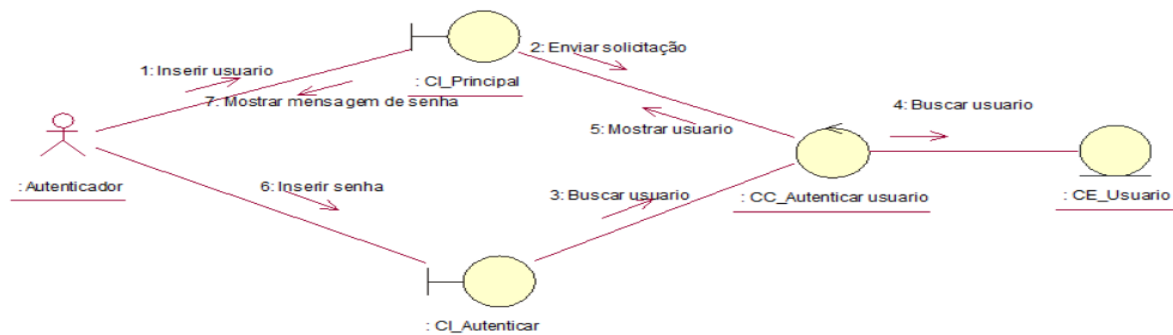 2: Enviar solicitação
1: Inserir usuario
: CI_Principal
7: Mostrar mensagem de senha
4: Buscar usuario
5: Mostrar usuario
: Autenticador
6: Inserir senha
3: Buscar usuario
: CC_Autenticar usuario
: CE_Usuario
: CI_Autenticar